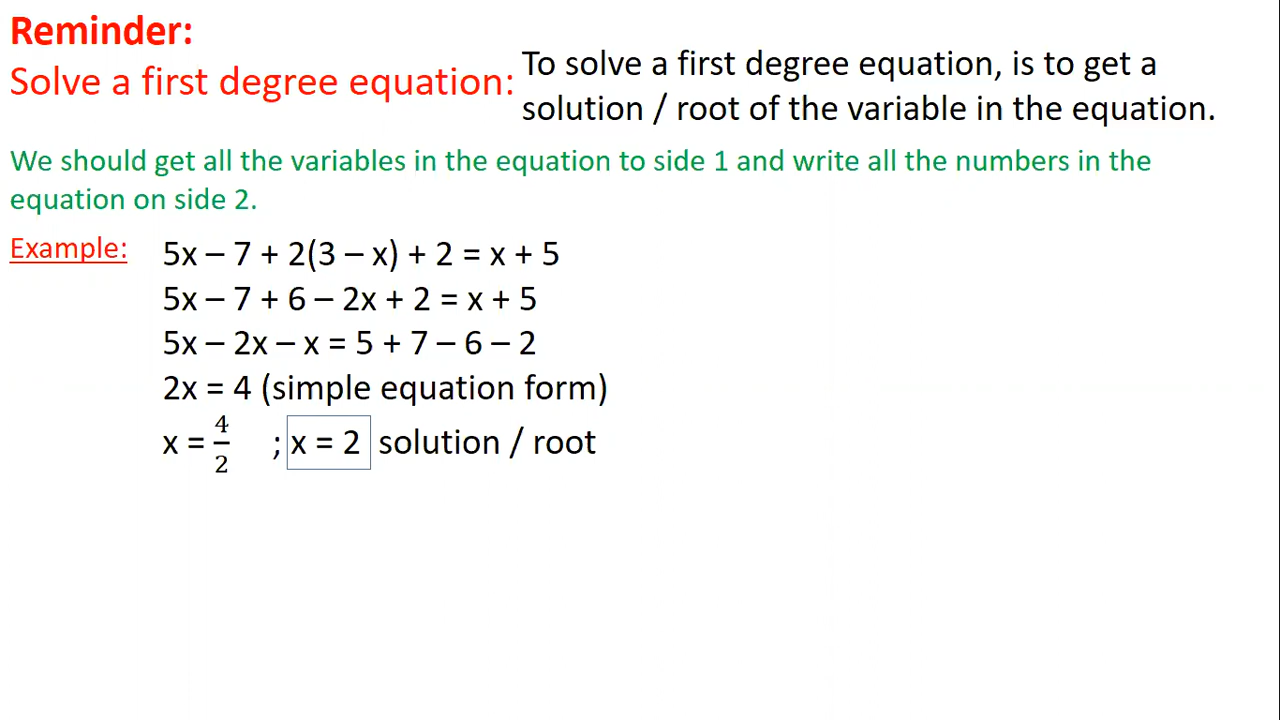 Reminder:
Solve a first degree equation:
To solve a first degree equation, is to get a
solution / root of the variable in the equation.
We should get all the variables in the equation to side 1 and write all the numbers in the
equation on side 2.
Example:
5x – 7 + 2(3 – x) + 2 = x + 5
5x – 7 + 6 – 2x + 2 = x + 5
5x – 2x – x = 5 + 7 – 6 – 2
2x = 4 (simple equation form)
x = 4/2 ; x = 2 solution / root